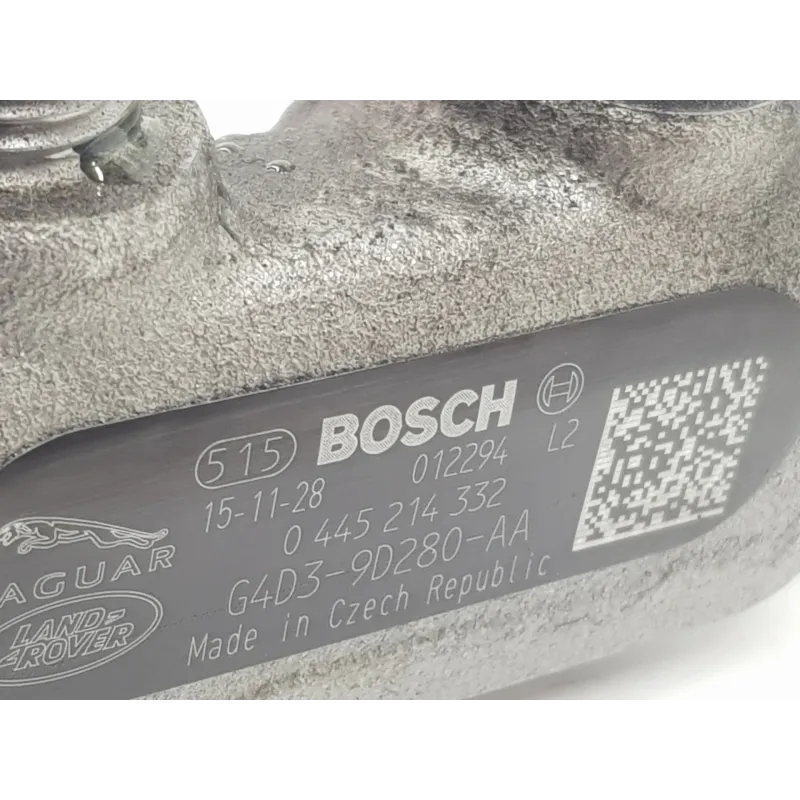 515 BOSCH
15-11-28 012294 L2
0 445 214 332
G4D3-9D280-AA
Made in Czech Republic
AGUAR
LAND-
-ROVER